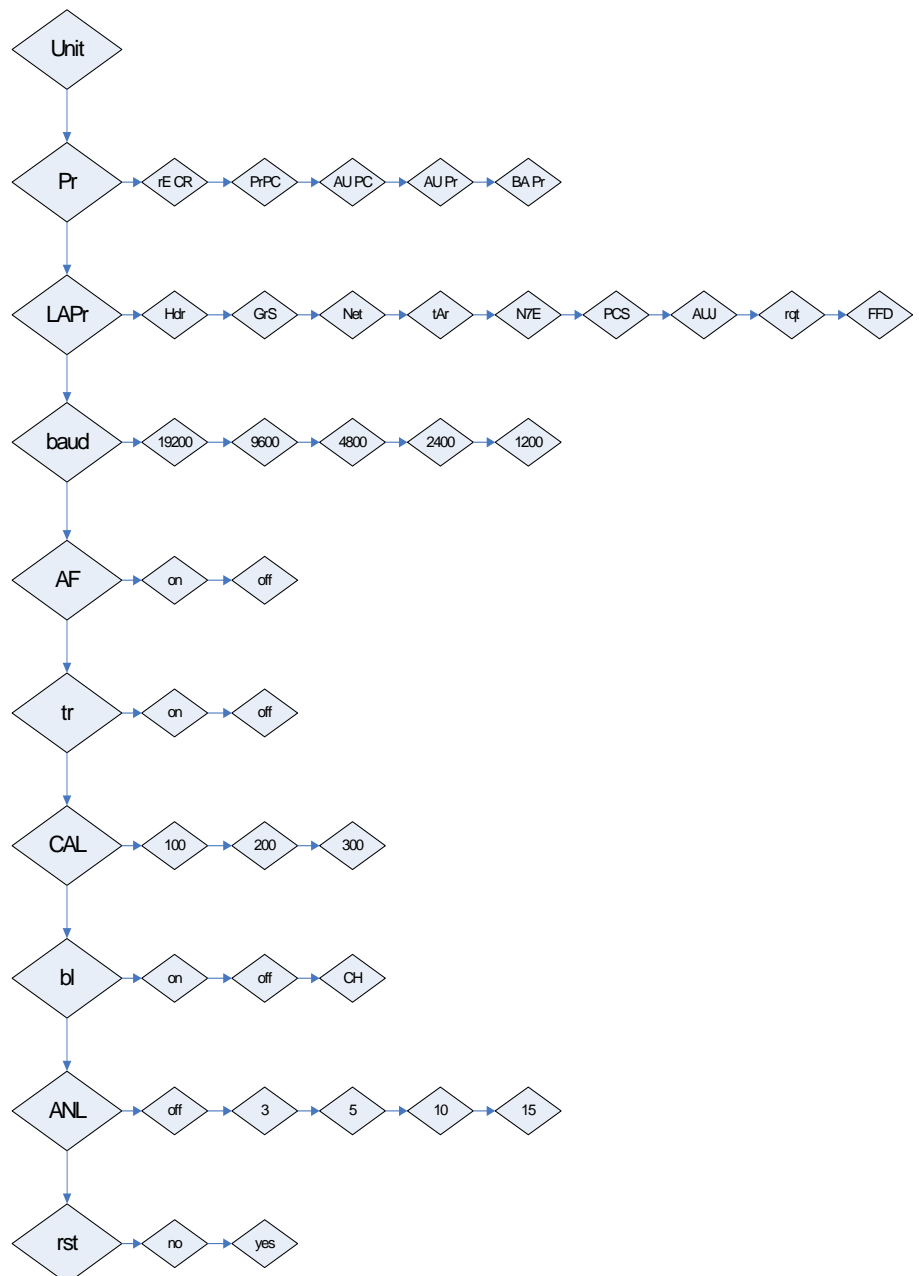 Unit
Pr rE CR PrPC AU PC AU Pr BA Pr
LAPr Hdr GrS Net tAr N7E PCS AUJ rqt FFD
baud 19200 9600 4800 2400 1200
AF on off
tr on off
CAL 100 200 300
bl on off CH
ANL off 3 5 10 15
rst no yes